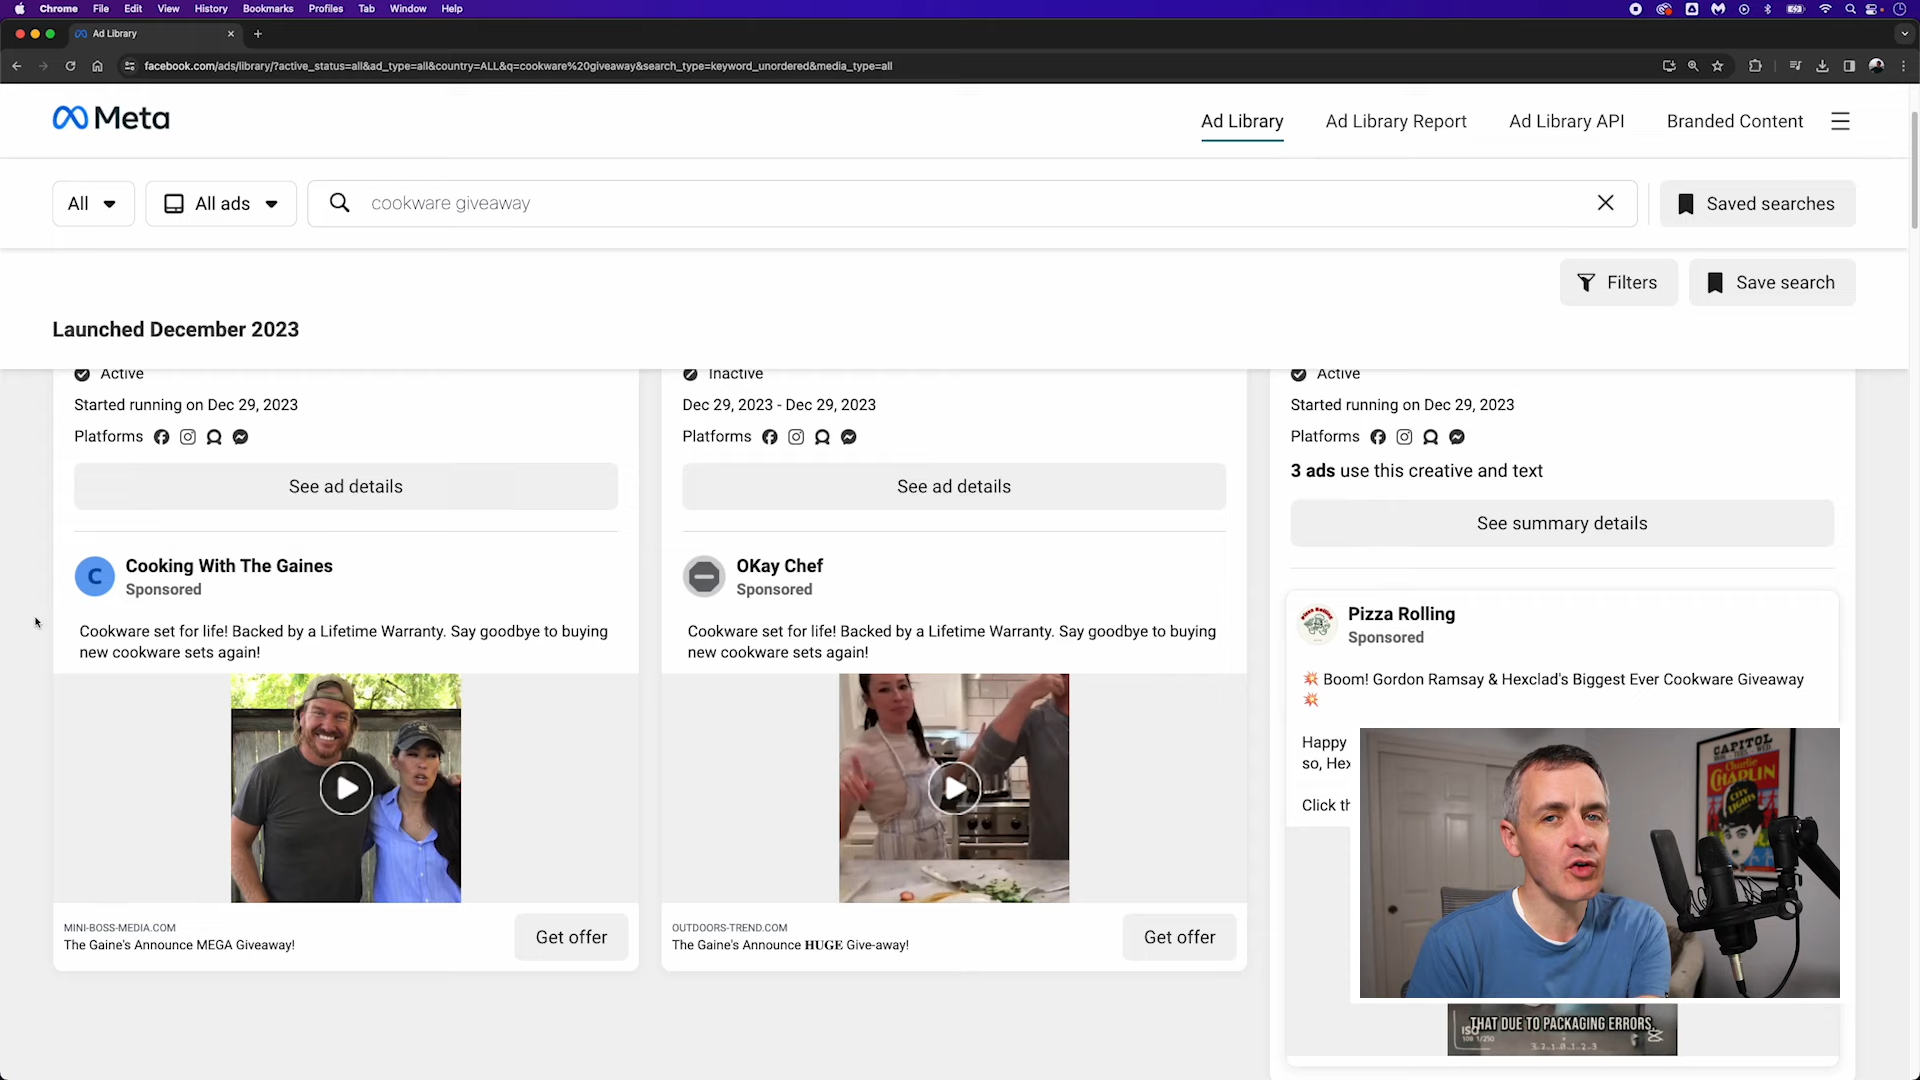 Chrome File Edit View History Bookmarks Profiles Tab Window Help
Ad Library
facebook.com/ads/library/?active_status=all&ad_type=all&country=ALL&q=cookware%20giveaway&search_type=keyword_unordered&media_type=all
Meta
Ad Library Ad Library Report Ad Library API Branded Content
All All ads cookware giveaway Saved searches
Filters Save search
Launched December 2023
Active
Started running on Dec 29, 2023
Platforms
See ad details
Cooking With The Gaines
C
Sponsored
Cookware set for life! Backed by a Lifetime Warranty. Say goodbye to buying
new cookware sets again!
MINI-BOSS-MEDIA.COM
The Gaine's Announce MEGA Giveaway!
Get offer
Inactive
Dec 29, 2023 - Dec 29, 2023
Platforms
See ad details
OKay Chef
Sponsored
Cookware set for life! Backed by a Lifetime Warranty. Say goodbye to buying
new cookware sets again!
OUTDOORS-TREND.COM
The Gaine's Announce HUGE Give-away!
Get offer
Active
Started running on Dec 29, 2023
Platforms
3 ads use this creative and text
See summary details
Pizza Rolling
Sponsored
💥 Boom! Gordon Ramsay & Hexclad's Biggest Ever Cookware Giveaway
💥
Happy
so, Hex
Click th
CAPITOL
Charlie
CHAPLIN
CITY
LIGHTS
THAT DUE TO PACKAGING ERRORS,
ISO